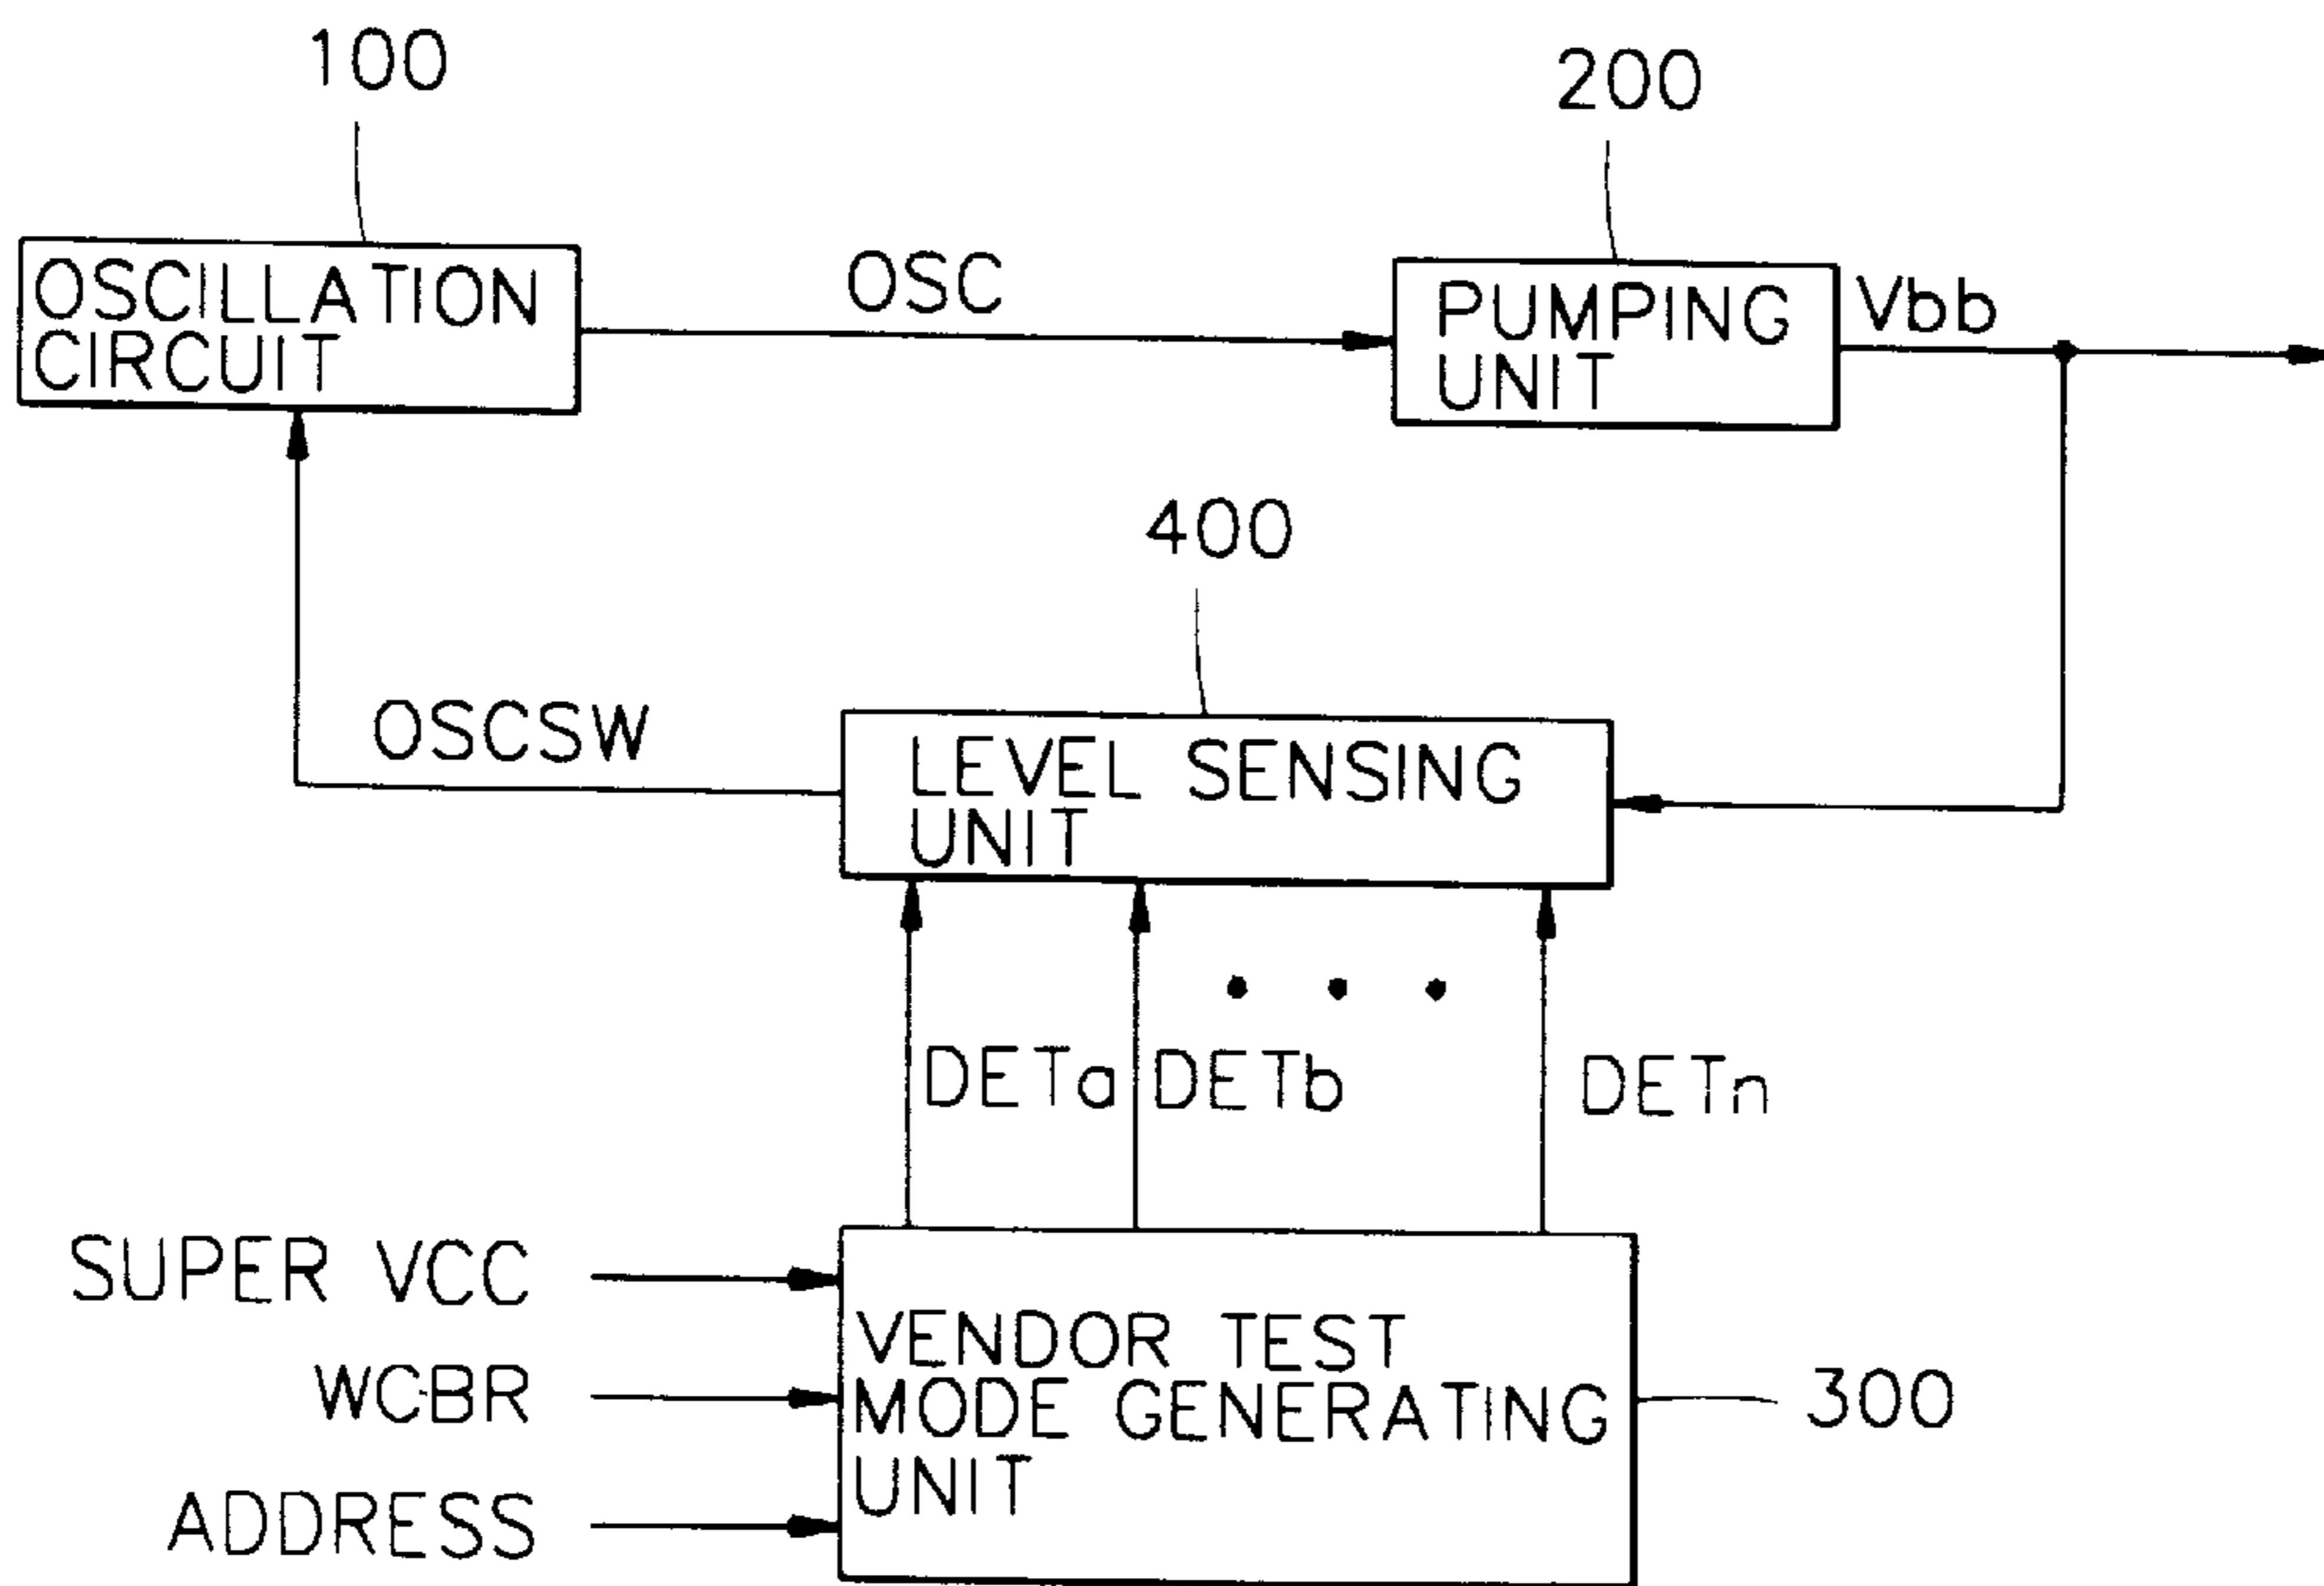 100
200
OSCILLATION
CIRCUIT
OSC
PUMPING
UNIT
Vbb
400
OSCSW
LEVEL SENSING
UNIT
DETa
DETb
DETn
SUPER VCC
WCBR
ADDRESS
VENDOR TEST
MODE GENERATING
UNIT
300